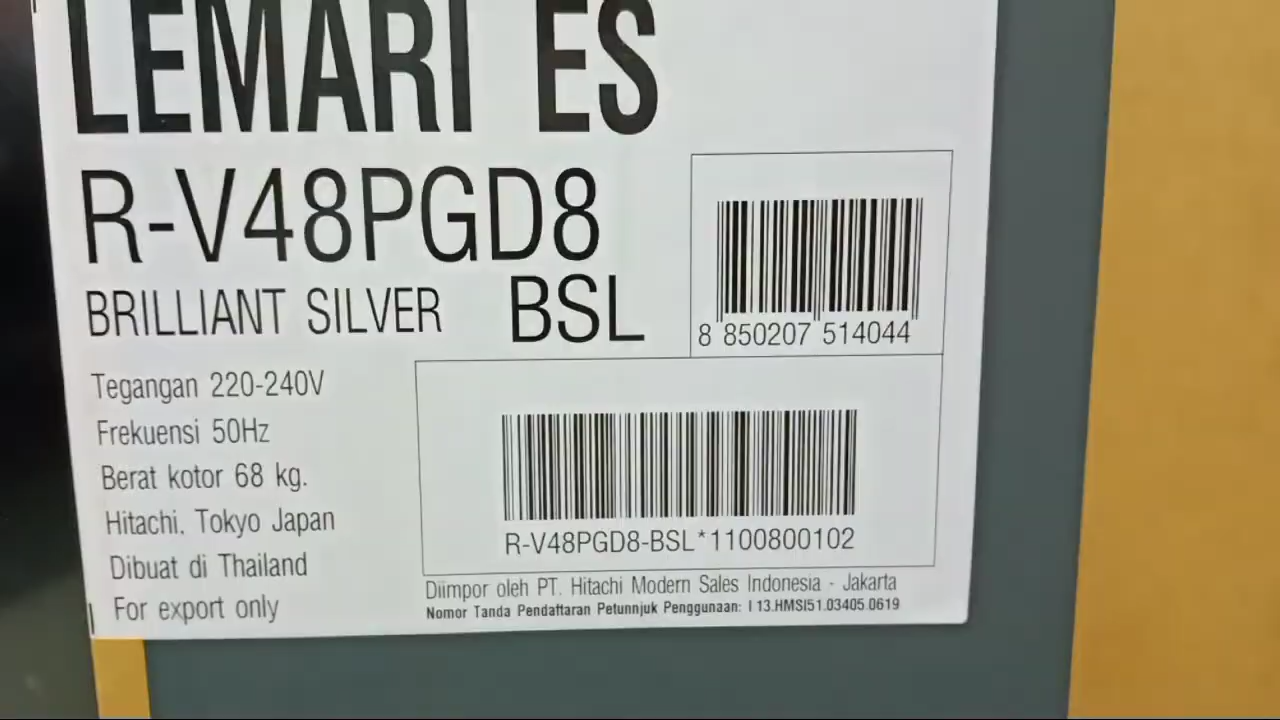 LEMARI ES
R-V48PGD8
BRILLIANT SILVER BSL
8 850207 514044
Tegangan 220-240V
Frekuensi 50Hz
Berat kotor 68 kg.
Hitachi, Tokyo Japan
Dibuat di Thailand
For export only
R-V48PGD8-BSL*1100800102
Diimpor oleh PT. Hitachi Modern Sales Indonesia - Jakarta
Nomor Tanda Pendaftaran Petunnjuk Penggunaan: I 13.HMSI51.03405.0619